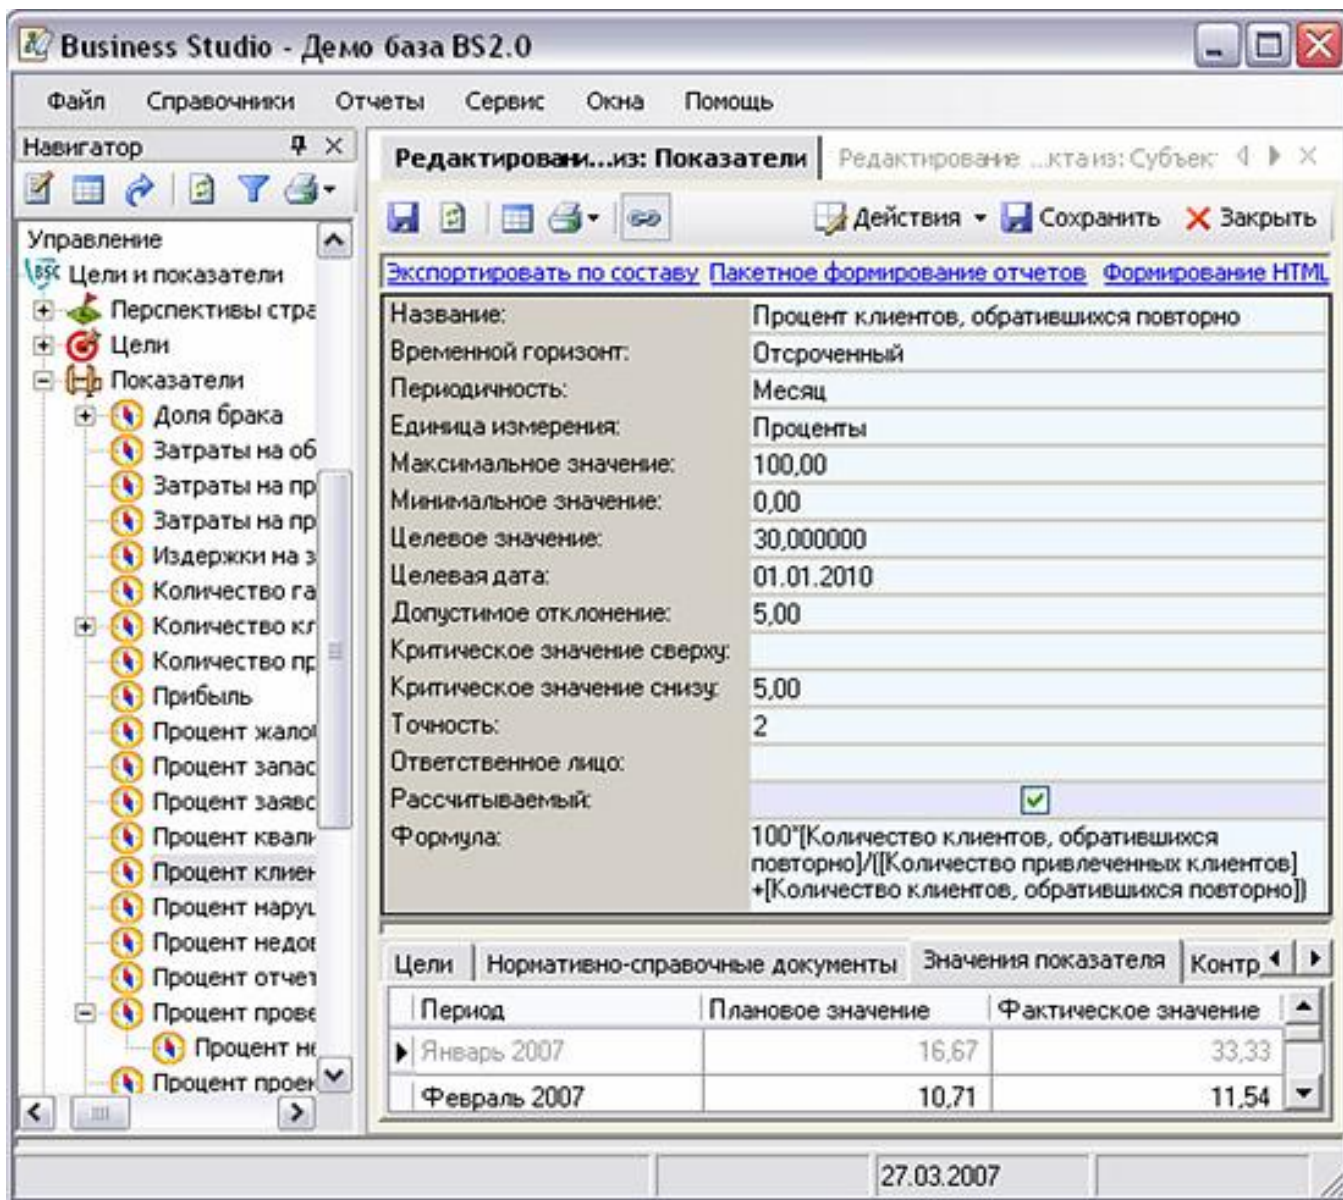 Business Studio - Демо база BS2.0
Файл Справочники Отчеты Сервис Окна Помощь
Навигатор
Управление
BSC Цели и показатели
Перспективы стра
Цели
Показатели
Доля брака
Затраты на об
Затраты на пр
Затраты на пр
Издержки на з
Количество га
Количество кл
Количество пр
Прибыль
Процент жалоб
Процент запас
Процент заявс
Процент квали
Процент клиен
Процент наруш
Процент недов
Процент отчет
Процент прове
Процент не
Процент проек
Редактировани...из: Показатели Редактирование ...кта из: Субъек
Действия Сохранить Закрыть
Экспортировать по составу Пакетное формирование отчетов Формирование HTML
Название: Процент клиентов, обратившихся повторно
Временной горизонт: Отсроченный
Периодичность: Месяц
Единица измерения: Проценты
Максимальное значение: 100,00
Минимальное значение: 0,00
Целевое значение: 30,000000
Целевая дата: 01.01.2010
Допустимое отклонение: 5,00
Критическое значение сверху:
Критическое значение снизу: 5,00
Точность: 2
Ответственное лицо:
Рассчитываемый:
Формула: 100*[Количество клиентов, обратившихся
повторно]/([Количество привлеченных клиентов]
+[Количество клиентов, обратившихся повторно])
Цели Нормативно-справочные документы Значения показателя Контр
Период Плановое значение Фактическое значение
Январь 2007 16,67 33,33
Февраль 2007 10,71 11,54
27.03.2007